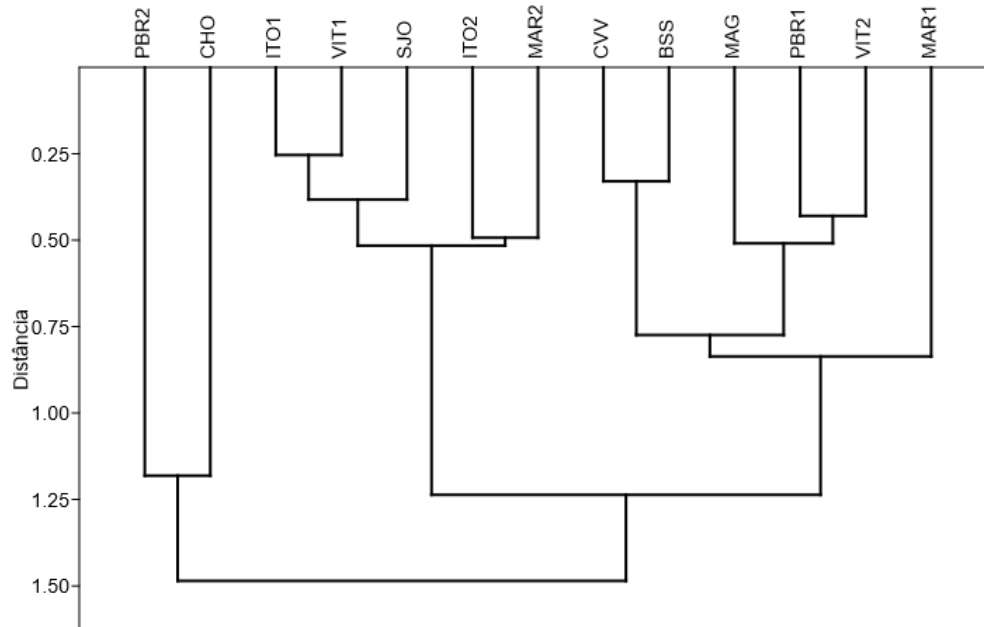 PBR2
CHO
ITO1
VIT1
SJO
ITO2
MAR2
CVV
BSS
MAG
PBR1
VIT2
MAR1
Distância
0.25
0.50
0.75
1.00
1.25
1.50